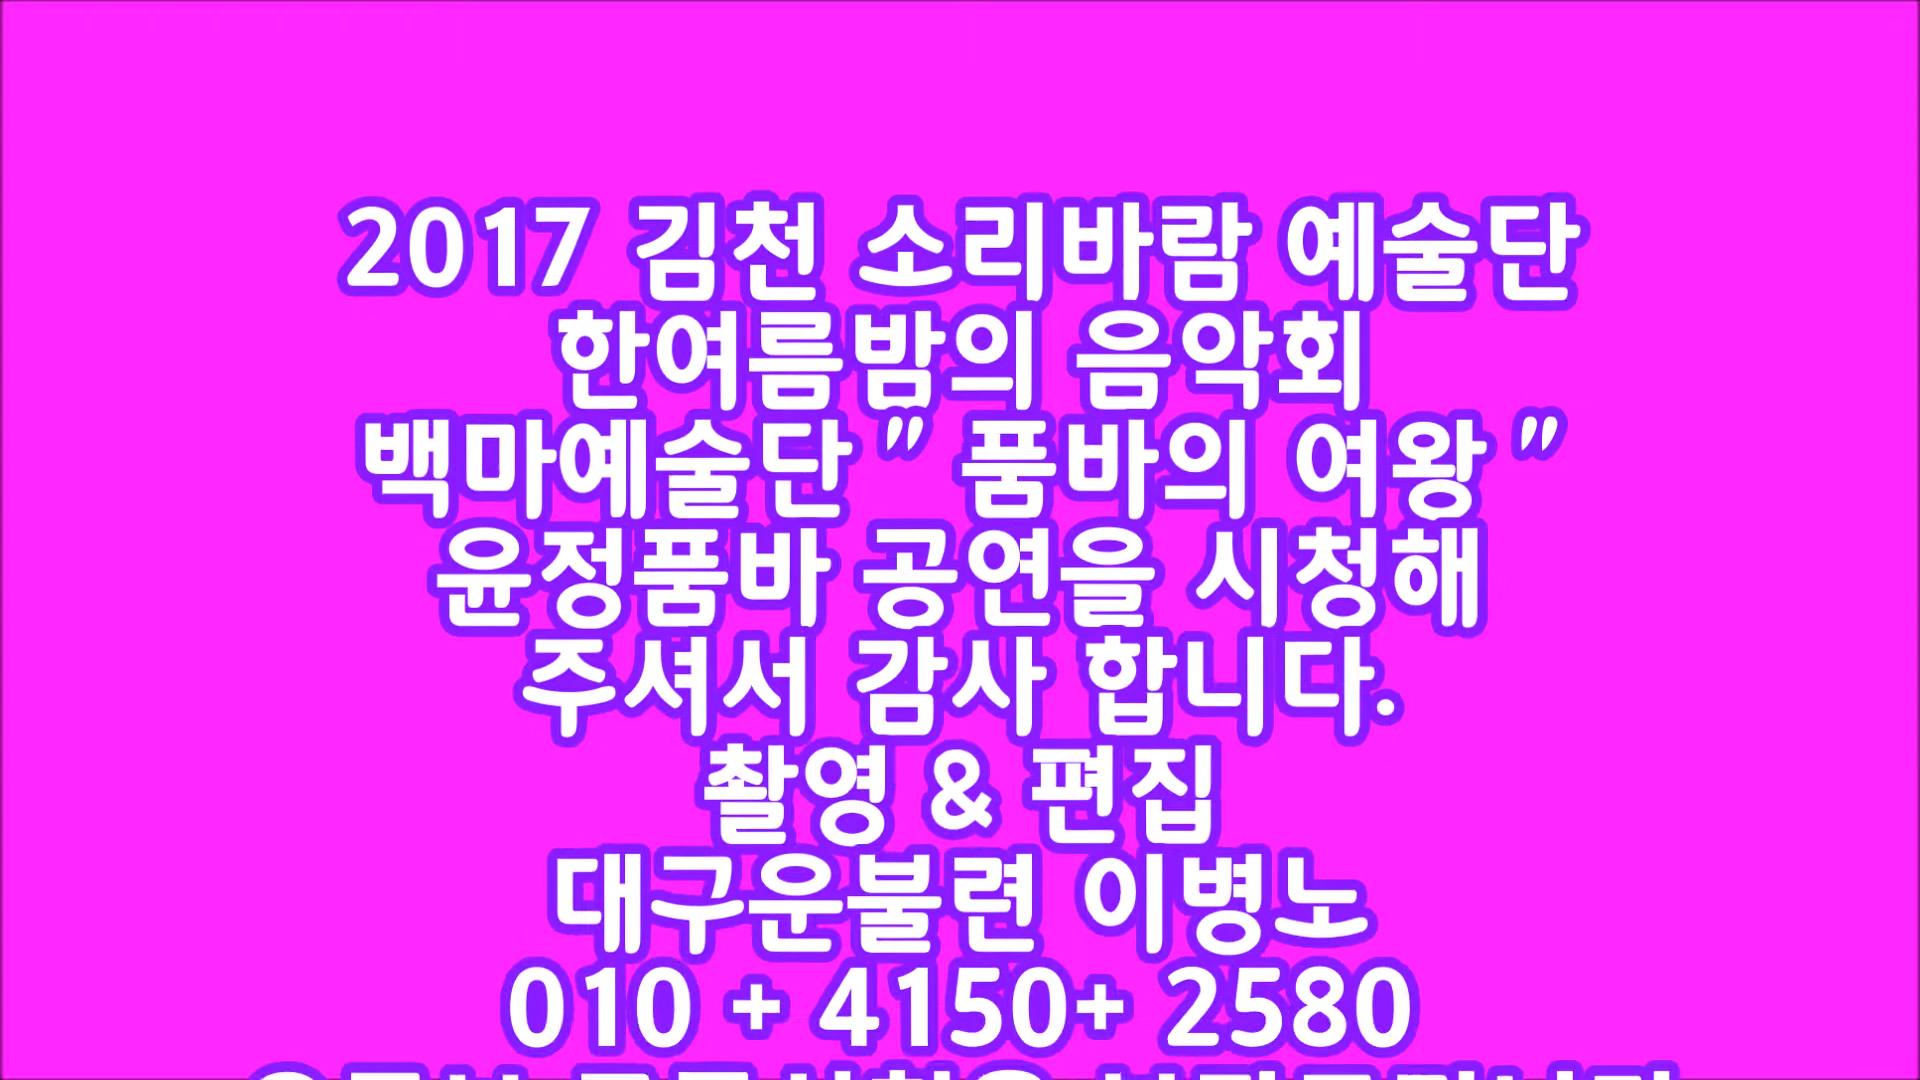 2017 김천 소리바람 예술단
한여름밤의 음악회
백마예술단 " 품바의 여왕 "
윤정품바 공연을 시청해
주셔서 감사 합니다.
촬영 & 편집
대구운불련 이병노
010 + 4150+ 2580